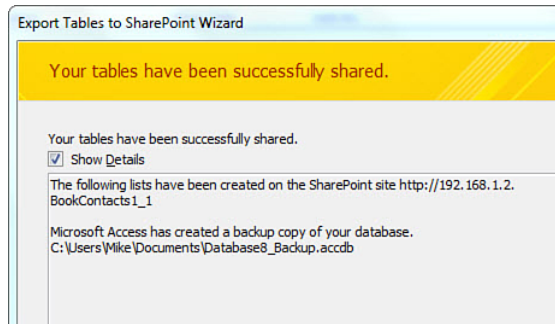 Export Tables to SharePoint Wizard
Your tables have been successfully shared.
Your tables have been successfully shared.
Show Details
The following lists have been created on the SharePoint site http://192.168.1.2.
BookContacts1_1
Microsoft Access has created a backup copy of your database.
C:\Users\Mike\Documents\Database8_Backup.accdb